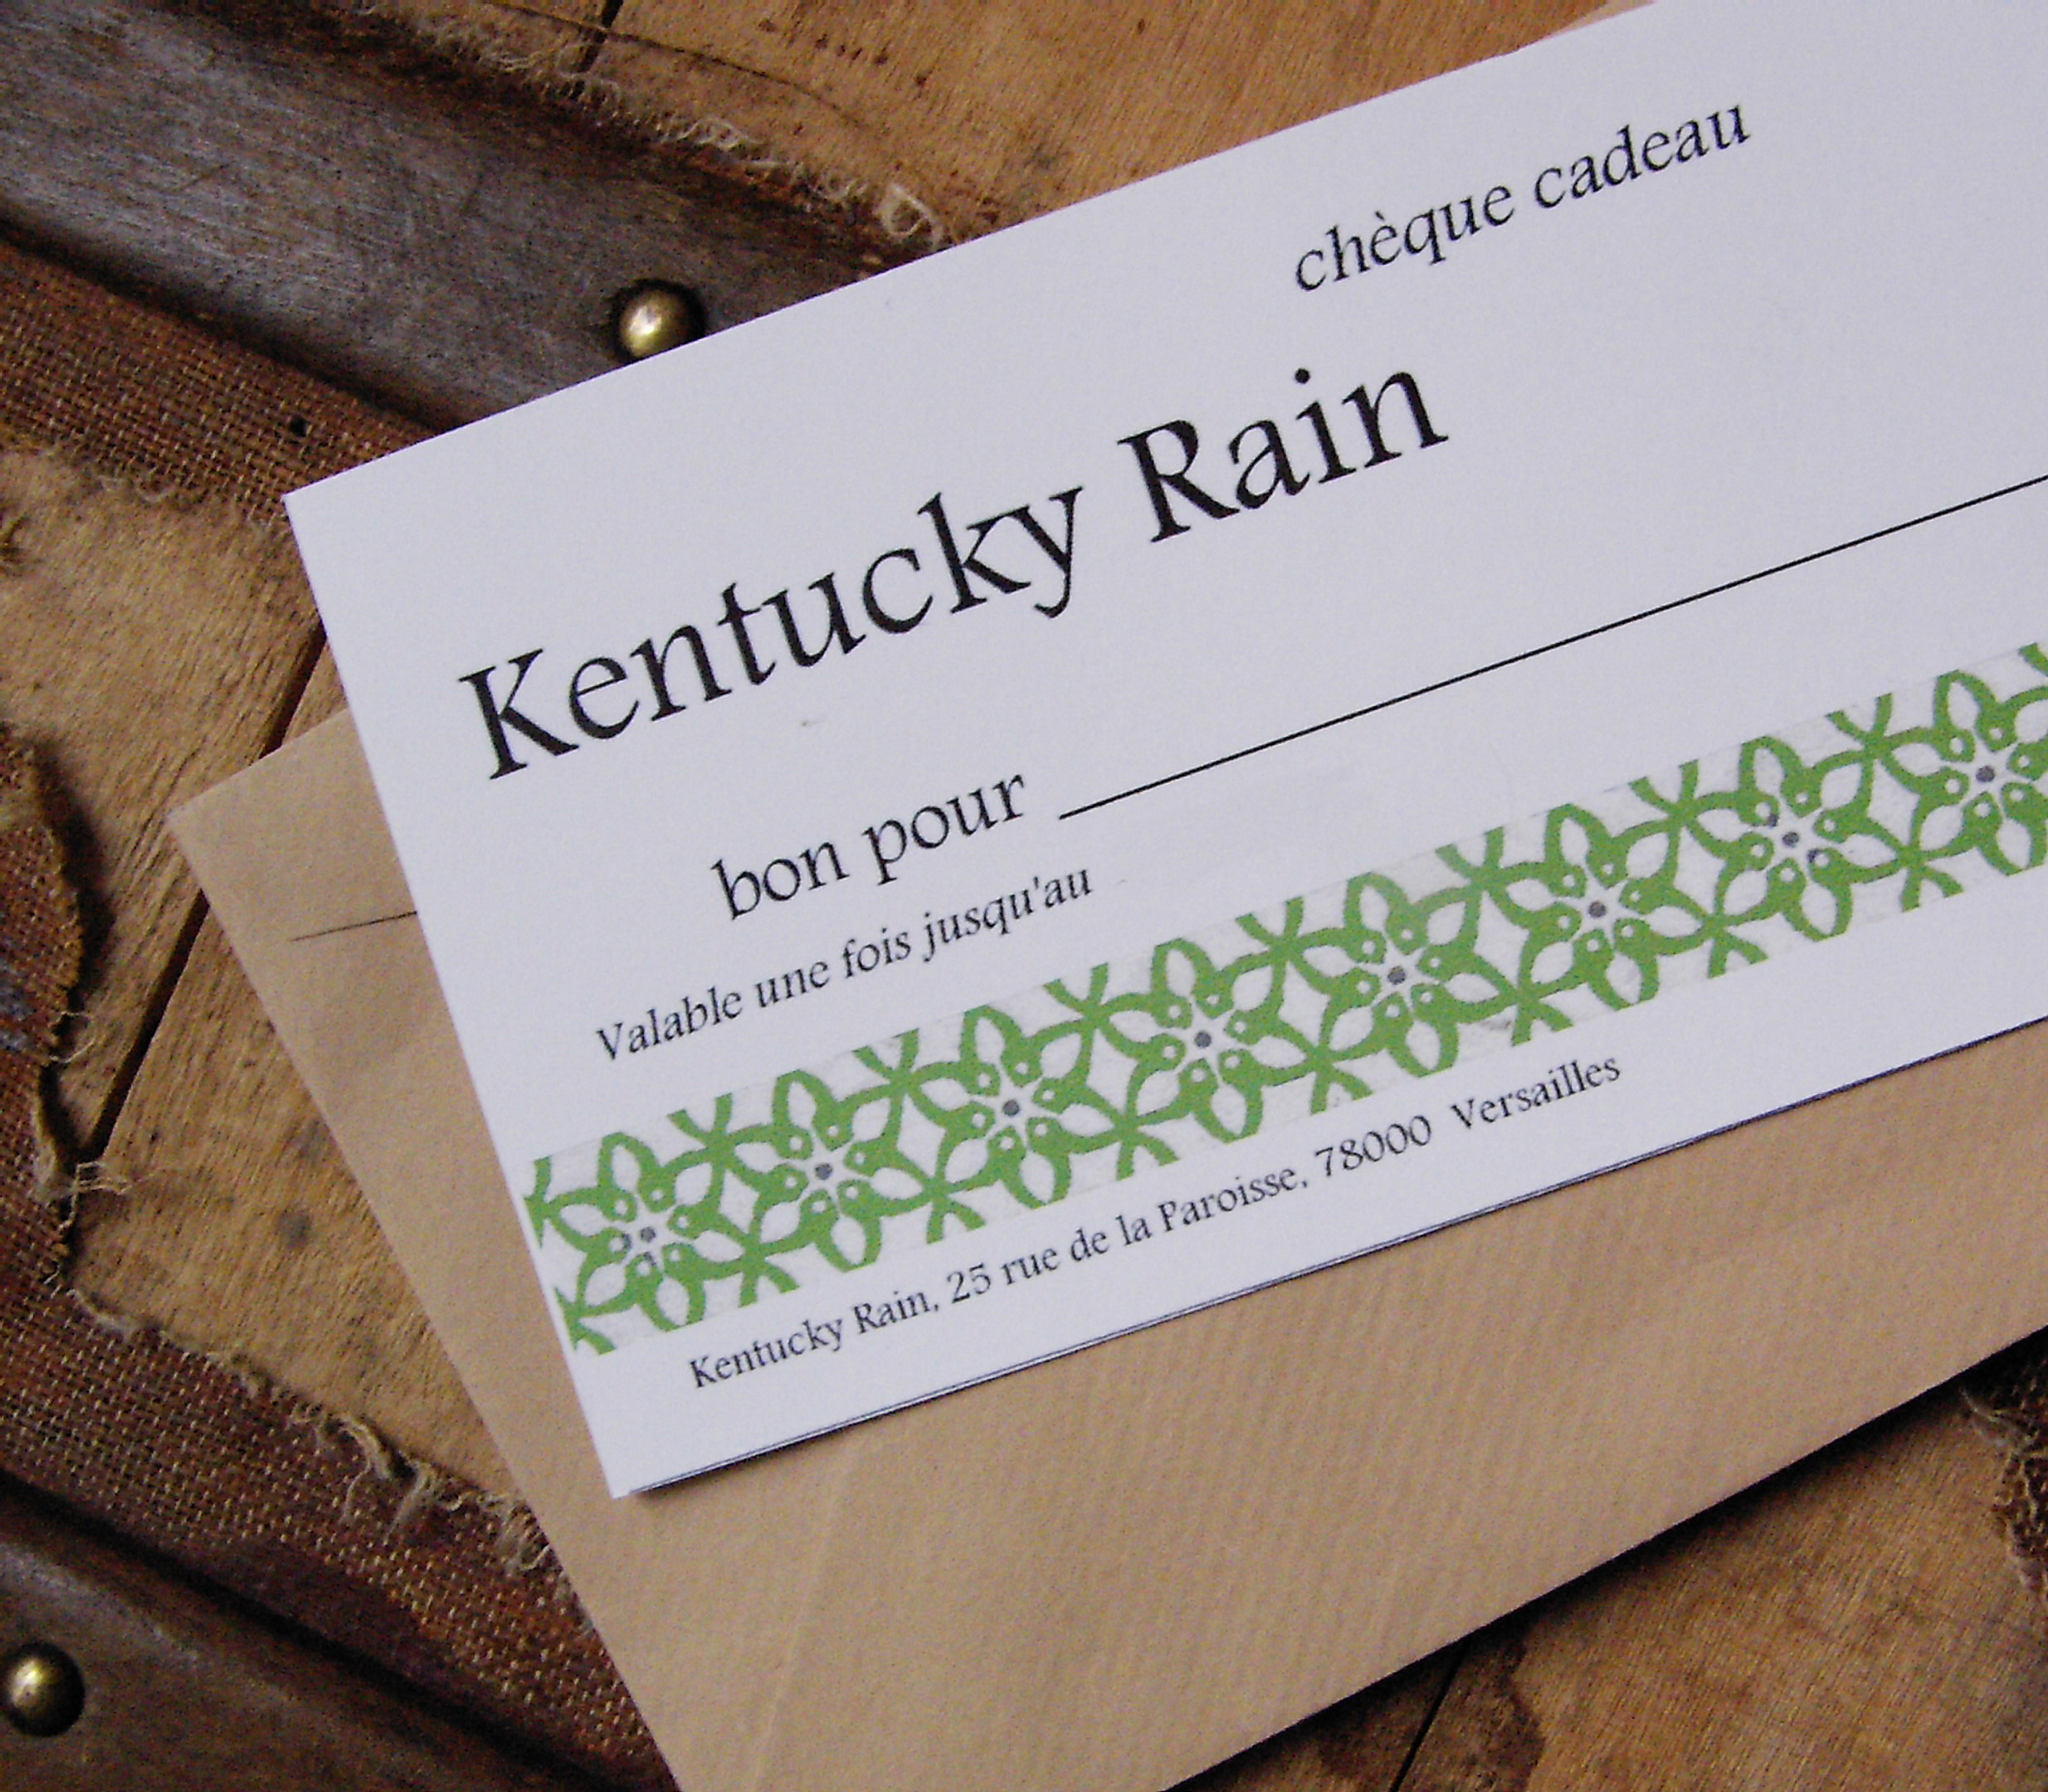 chèque cadeau
Kentucky Rain
bon pour
Valable une fois jusqu'au
Kentucky Rain, 25 rue de la Paroisse, 78000 Versailles